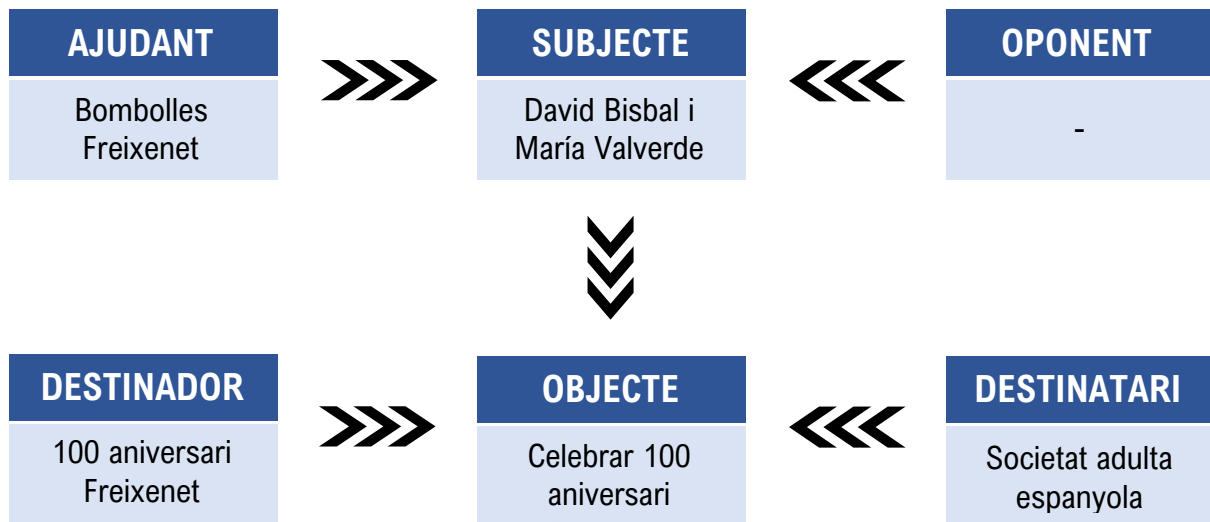 AJUDANT
Bombolles
Freixenet
SUBJECTE
David Bisbal i
María Valverde
OPONENT
-
DESTINADOR
100 aniversari
Freixenet
OBJECTE
Celebrar 100
aniversari
DESTINATARI
Societat adulta
espanyola